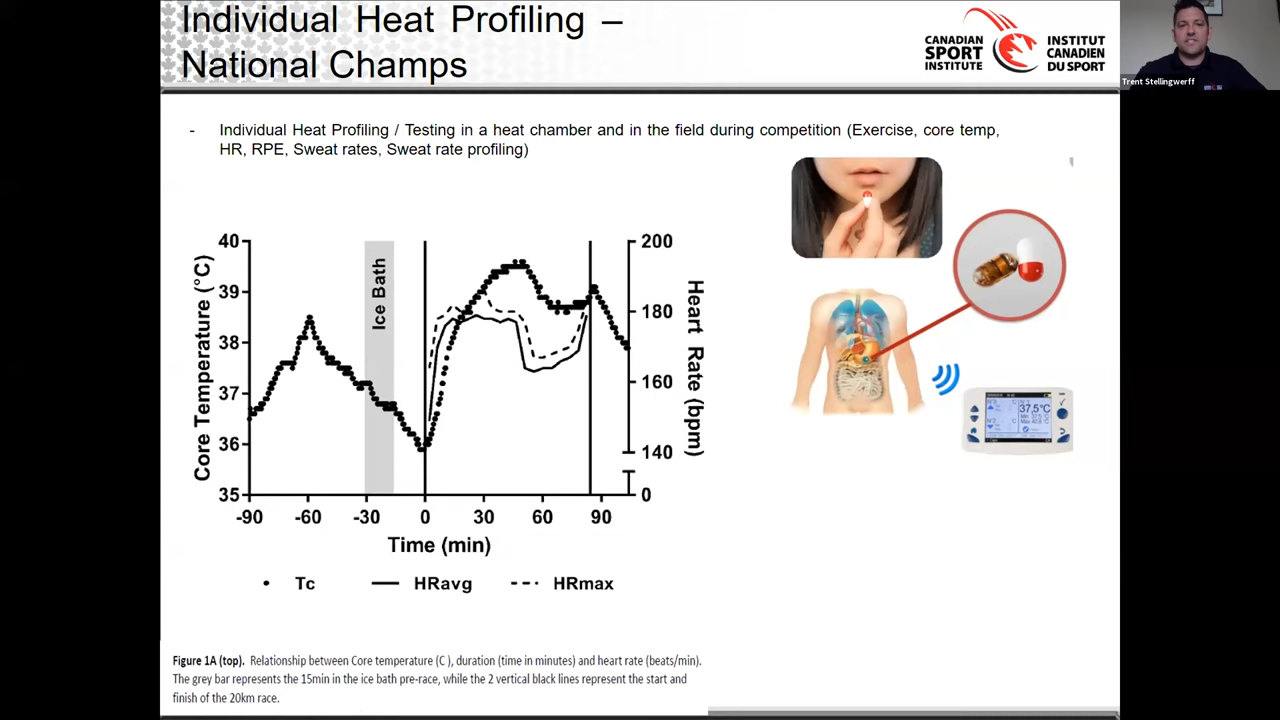 Individual Heat Profiling –
National Champs
CANADIAN
SPORT
INSTITUTE
INSTITUT
CANADIEN
DU SPORT
Trent Stellingwerff
- Individual Heat Profiling / Testing in a heat chamber and in the field during competition (Exercise, core temp,
HR, RPE, Sweat rates, Sweat rate profiling)
Core Temperature (°C)
40
39
38
37
36
35
Ice Bath
200
180
160
140
0
Heart Rate (bpm)
-90 -60 -30 0 30 60 90
Time (min)
Tc HRavg HRmax
37,5°C
Figure 1A (top). Relationship between Core temperature (C ), duration (time in minutes) and heart rate (beats/min).
The grey bar represents the 15min in the ice bath pre-race, while the 2 vertical black lines represent the start and
finish of the 20km race.